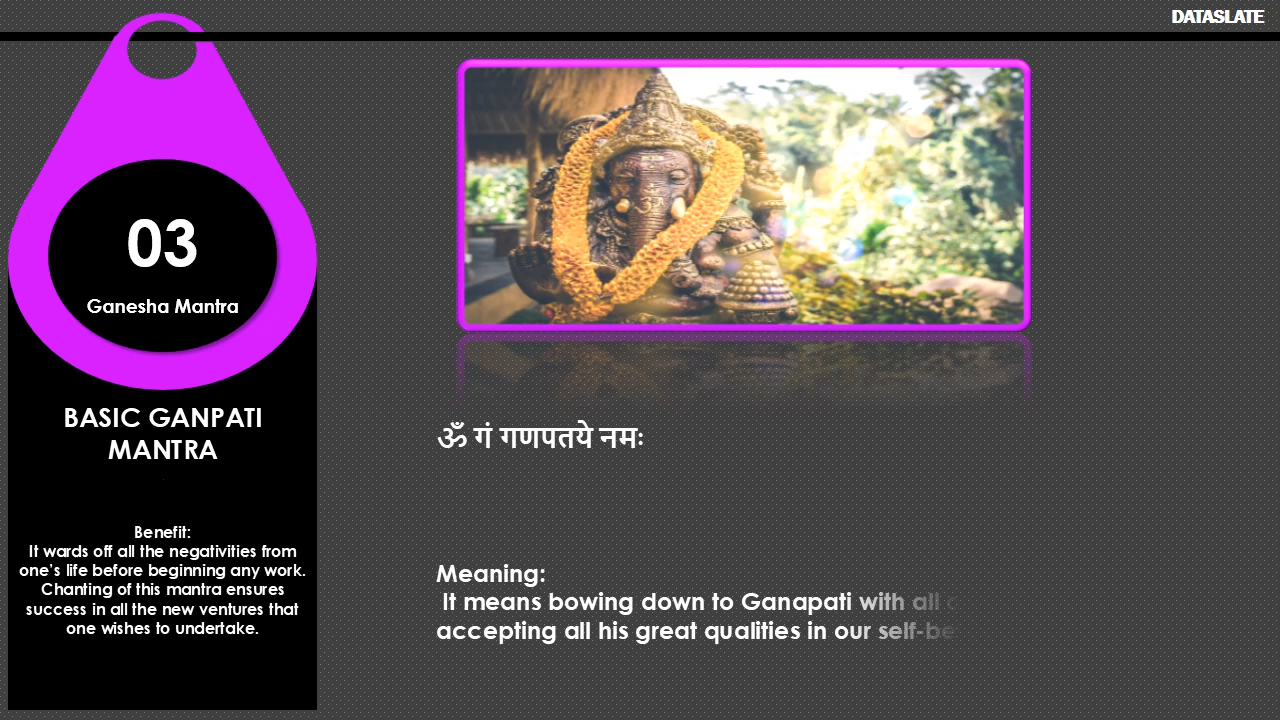 DATASLATE
03
Ganesha Mantra
BASIC GANPATI
MANTRA
Benefit:
It wards off all the negativities from
one's life before beginning any work.
Chanting of this mantra ensures
success in all the new ventures that
one wishes to undertake.
ॐ गं गणपतये नमः
Meaning:
It means bowing down to Ganapati with all
accepting all his great qualities in our